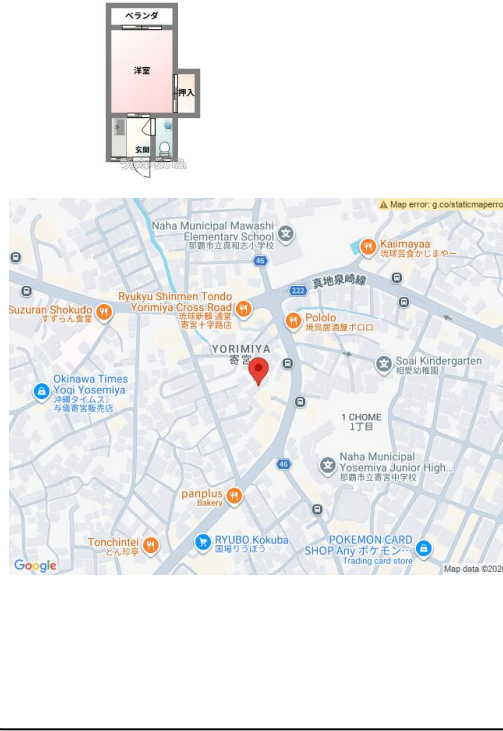 ベランダ
洋室
押入
玄関
Map error: g.co/staticmaperro
Naha Municipal Mawashi
Elementary School
那覇市立真和志小学校
Kajimayaa
琉球芸食かじまやー
46
222
真地泉崎線
Ryukyu Shinmen Tondo
Yorimiya Cross Road
琉球新麺 通堂
寄宮十字路店
Suzuran Shokudo
すずらん食堂
Pololo
焼鳥居酒屋ポロロ
YORIMIYA
寄宮
Soai Kindergarten
相愛幼稚園
Okinawa Times
Yogi Yosemiya
沖縄タイムス
与儀寄宮販売店
1 CHOME
1丁目
Naha Municipal
Yosemiya Junior High...
那覇市立寄宮中学校
46
panplus
Bakery
Tonchintei
とん珍亭
RYUBO Kokuba
国場りうぼう
POKEMON CARD
SHOP Any ポケモン…
Trading card store
Google
Map data ©2026